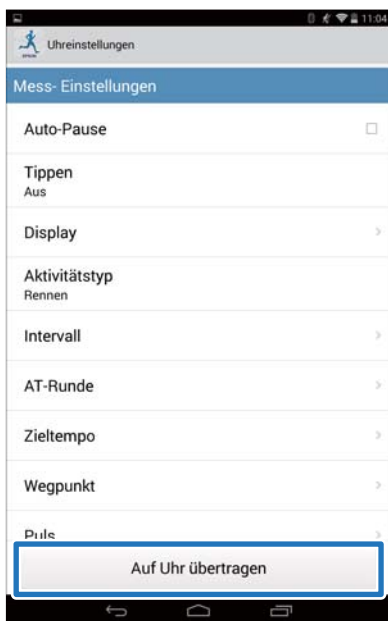 11:04
Uhreinstellungen
Mess- Einstellungen
Auto-Pause
Tippen
Aus
Display
Aktivitätstyp
Rennen
Intervall
AT-Runde
Zieltempo
Wegpunkt
Puls
Auf Uhr übertragen